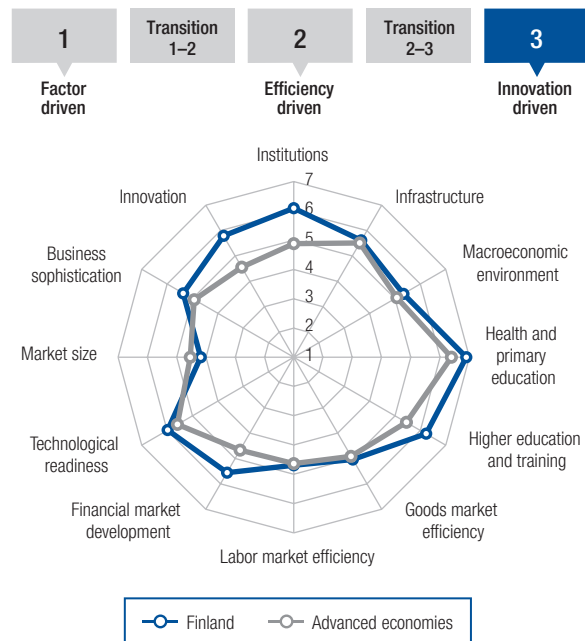 1
Transition
1–2
2
Transition
2–3
3
Factor
driven
Efficiency
driven
Innovation
driven
Institutions
7
6
5
4
3
2
1
Infrastructure
Macroeconomic
environment
Health and
primary
education
Higher education
and training
Goods market
efficiency
Labor market efficiency
Financial market
development
Technological
readiness
Market size
Business
sophistication
Innovation
Finland
Advanced economies